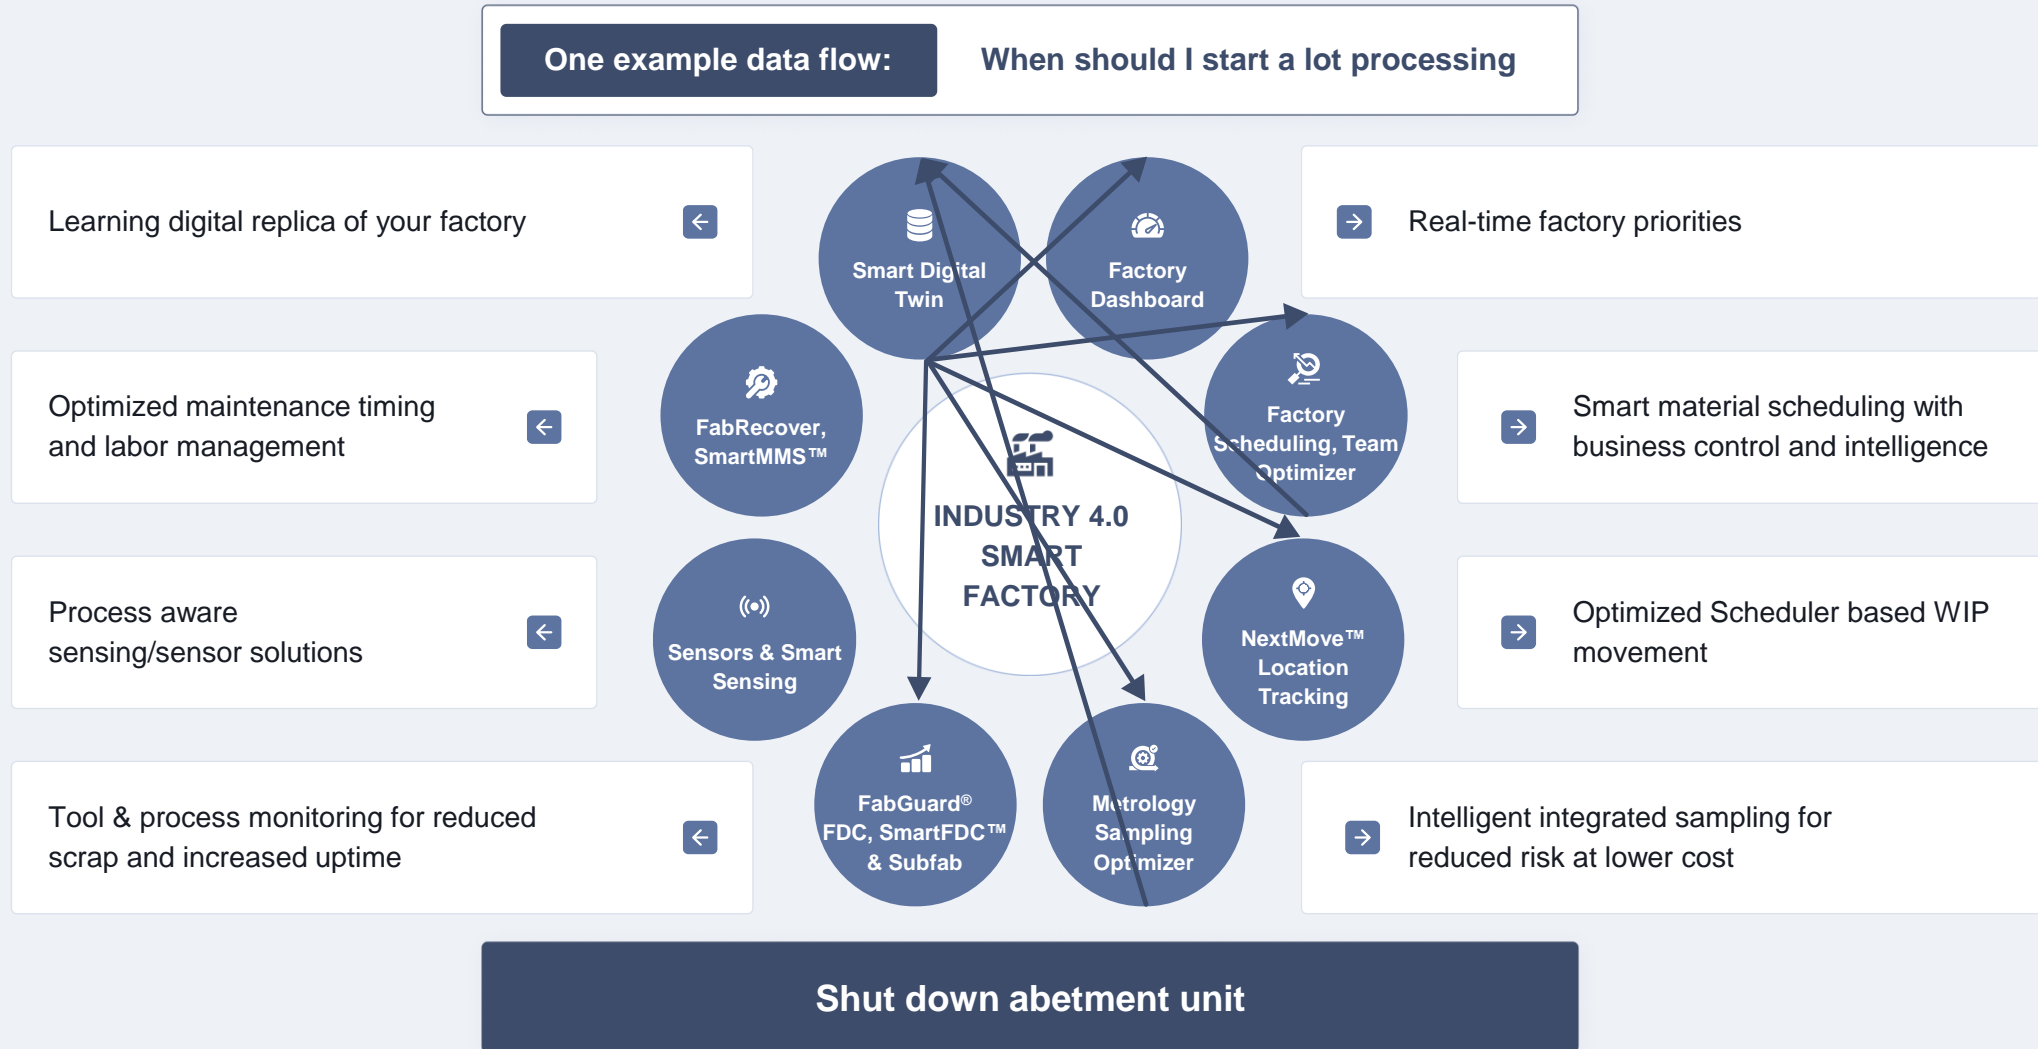 One example data flow: When should I start a lot processing
Learning digital replica of your factory
Smart Digital
Twin
Factory
Dashboard
Real-time factory priorities
Optimized maintenance timing
and labor management
FabRecover,
SmartMMS™
Factory
Scheduling, Team
Optimizer
Smart material scheduling with
business control and intelligence
INDUSTRY 4.0
SMART
FACTORY
Process aware
sensing/sensor solutions
Sensors & Smart
Sensing
NextMove™
Location
Tracking
Optimized Scheduler based WIP
movement
Tool & process monitoring for reduced
scrap and increased uptime
FabGuard®
FDC, SmartFDC™
& Subfab
Metrology
Sampling
Optimizer
Intelligent integrated sampling for
reduced risk at lower cost
Shut down abetment unit